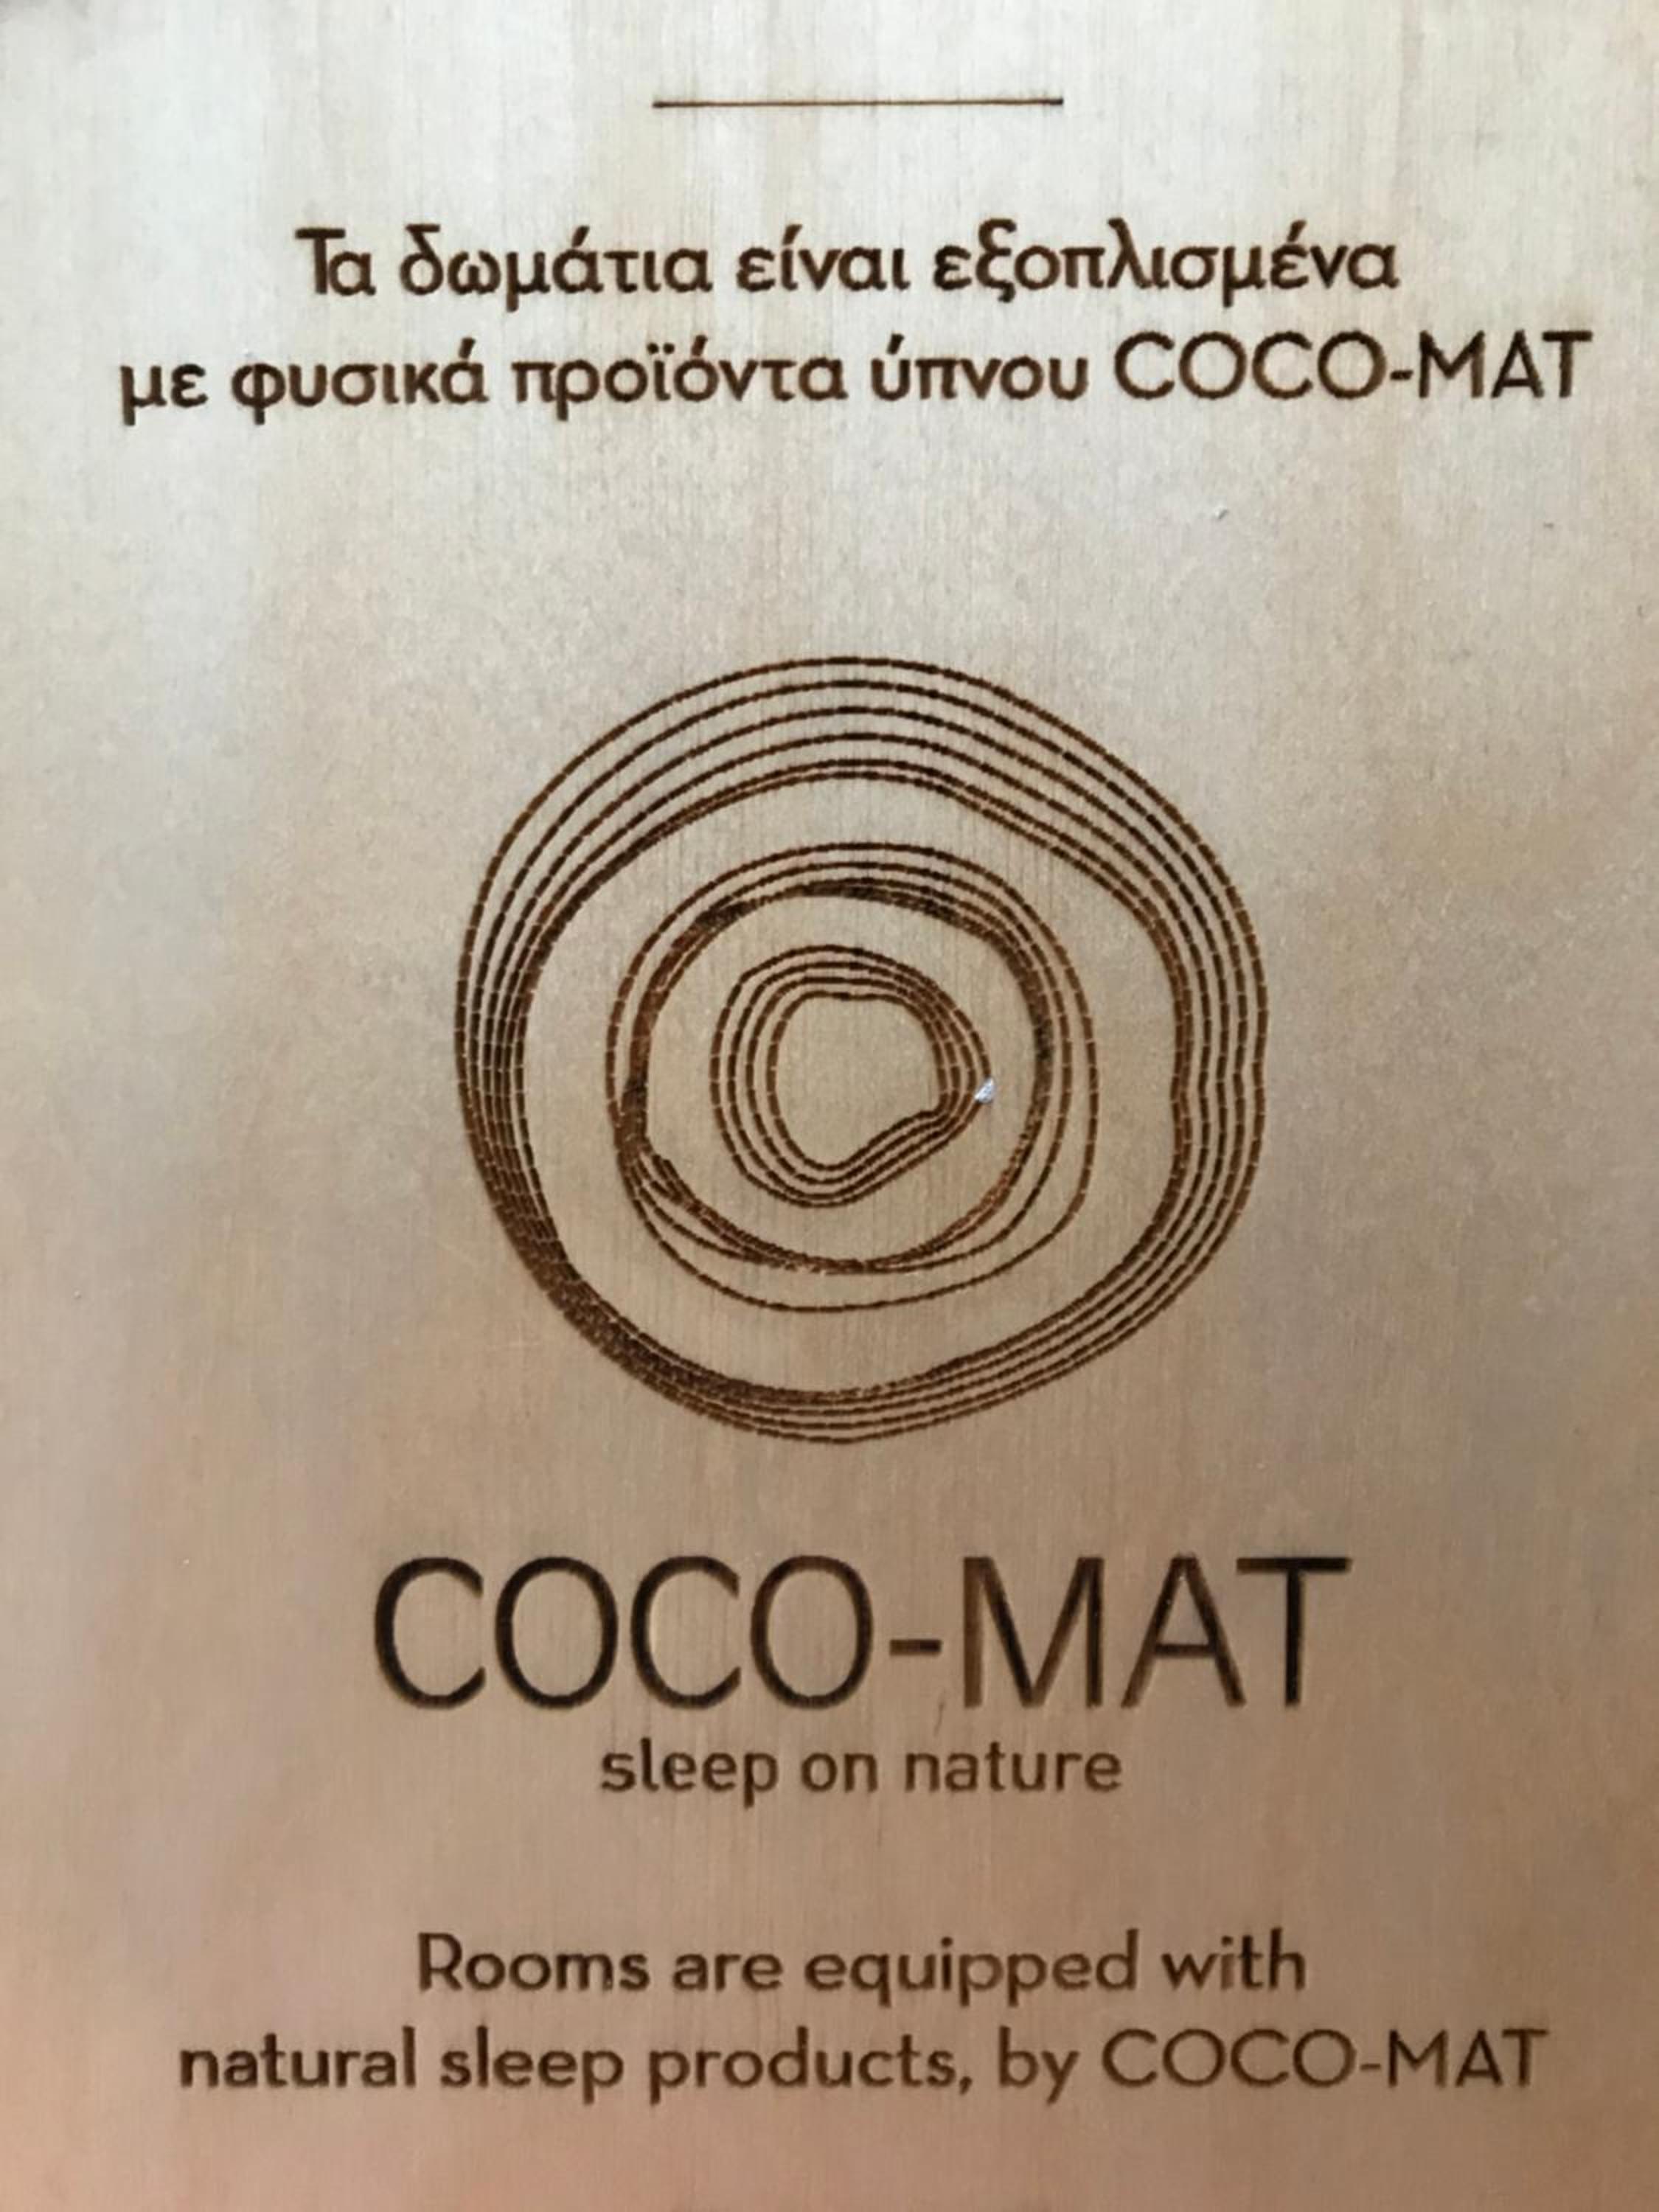 Τα δωμάτια είναι εξοπλισμένα
με φυσικά προϊόντα ύπνου COCO-MAT
COCO-MAT
sleep on nature
Rooms are equipped with
natural sleep products, by COCO-MAT